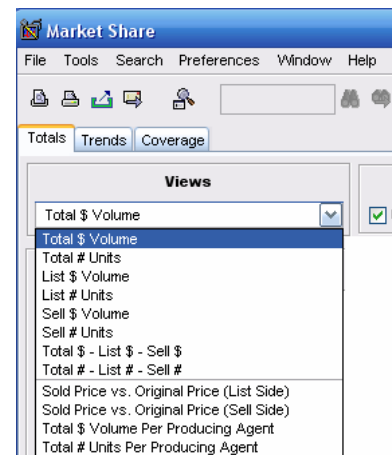 Market Share
File Tools Search Preferences Window Help
Totals Trends Coverage
Views
Total $ Volume
Total $ Volume
Total # Units
List $ Volume
List # Units
Sell $ Volume
Sell # Units
Total $ - List $ - Sell $
Total # - List # - Sell #
Sold Price vs. Original Price (List Side)
Sold Price vs. Original Price (Sell Side)
Total $ Volume Per Producing Agent
Total # Units Per Producing Agent